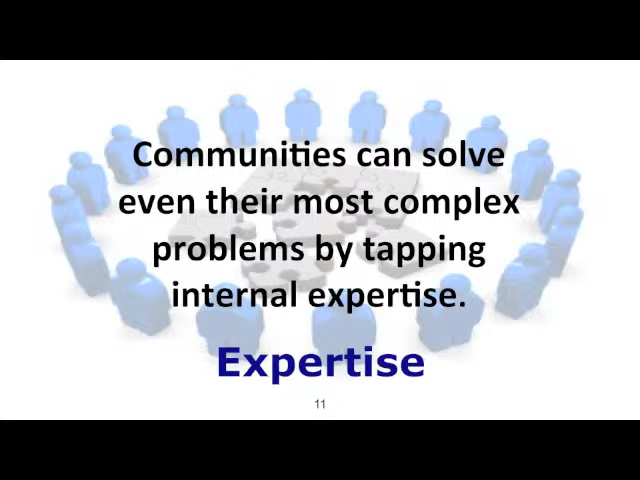 Communities can solve
even their most complex
problems by tapping
internal expertise.
Expertise
11